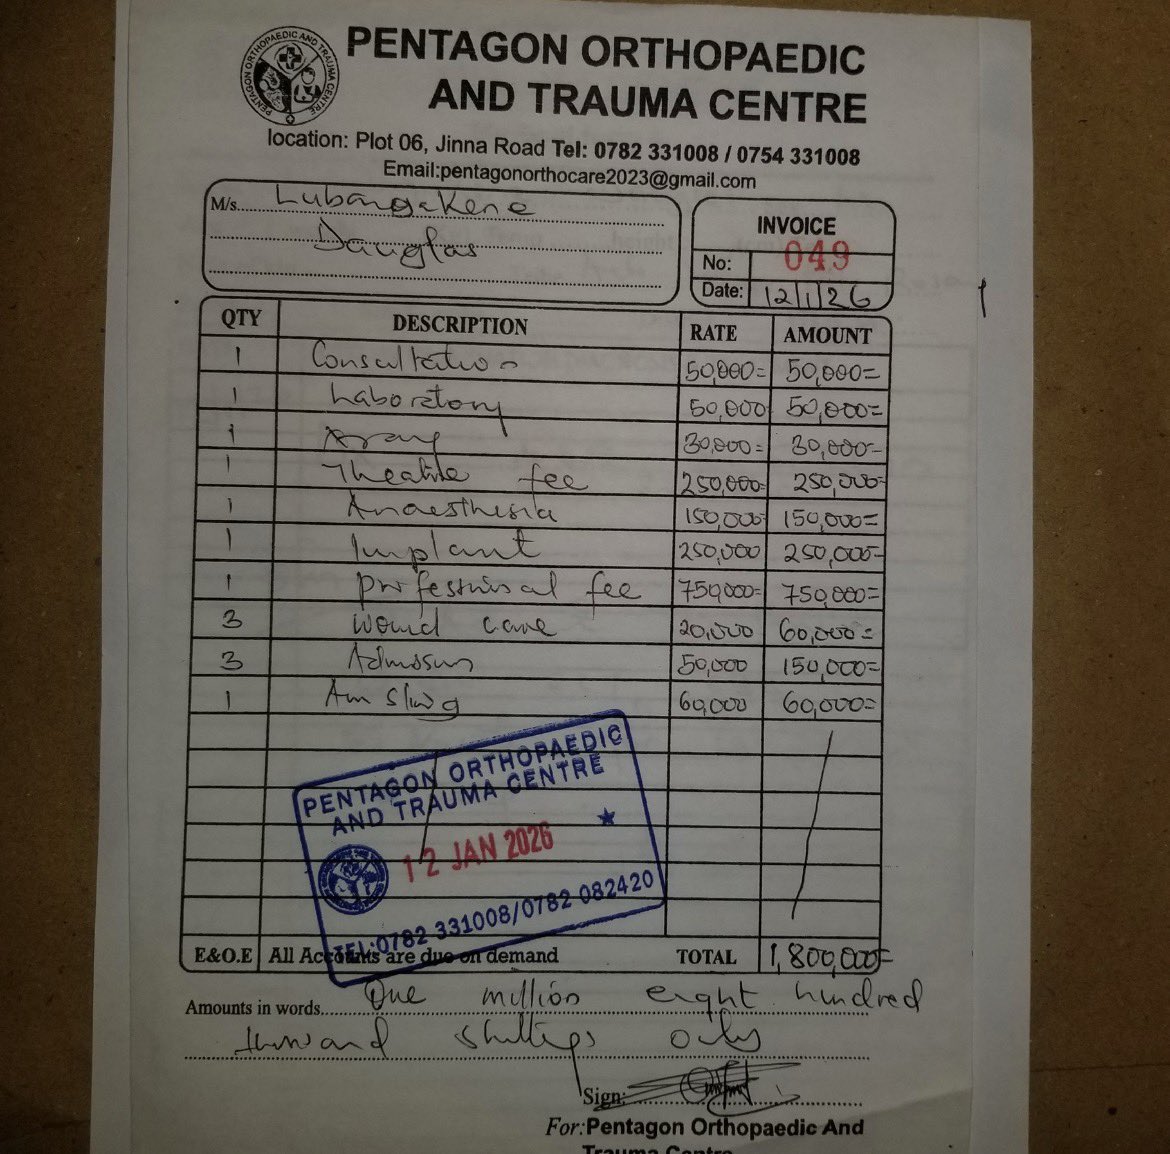 PENTAGON ORTHOPAEDIC AND TRAUMA CENTRE
PENTAGON ORTHOPAEDIC
AND TRAUMA CENTRE
location: Plot 06, Jinna Road Tel: 0782 331008 / 0754 331008
Email:pentagonorthocare2023@gmail.com
M/s. Lubangakene
Douglas
INVOICE
No: 049
Date: 12/1/26
QTY DESCRIPTION RATE AMOUNT
1 Consultation 50,000= 50,000=
1 Laboratory 50,000 50,000=
1 Xray 30,000= 30,000=
1 Theatre fee 250,000= 250,000=
1 Anaesthesia 150,000= 150,000=
1 Implant 250,000 250,000=
1 Professional fee 750,000= 750,000=
3 Wound care 20,000 60,000=
3 Admission 50,000 150,000=
1 Arm sling 60,000 60,000=
PENTAGON ORTHOPAEDIC
AND TRAUMA CENTRE
12 JAN 2026
TEL:0782 331008/0782 082420
E&O.E All Accounts are due on demand TOTAL 1,800,000=
Amounts in words. One million eight hundred
thousand shillings only
Sign:
For:Pentagon Orthopaedic And
Trauma Centre